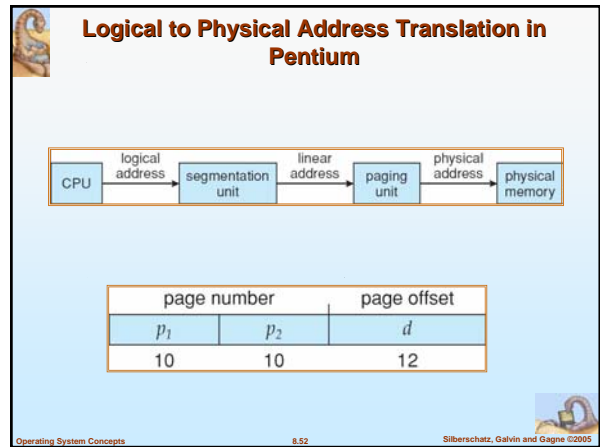 Logical to Physical Address Translation in
Pentium
CPU
logical
address
segmentation
unit
linear
address
paging
unit
physical
address
physical
memory
page number
page offset
p1
p2
d
10
10
12
Operating System Concepts
8.52
Silberschatz, Galvin and Gagne ©2005